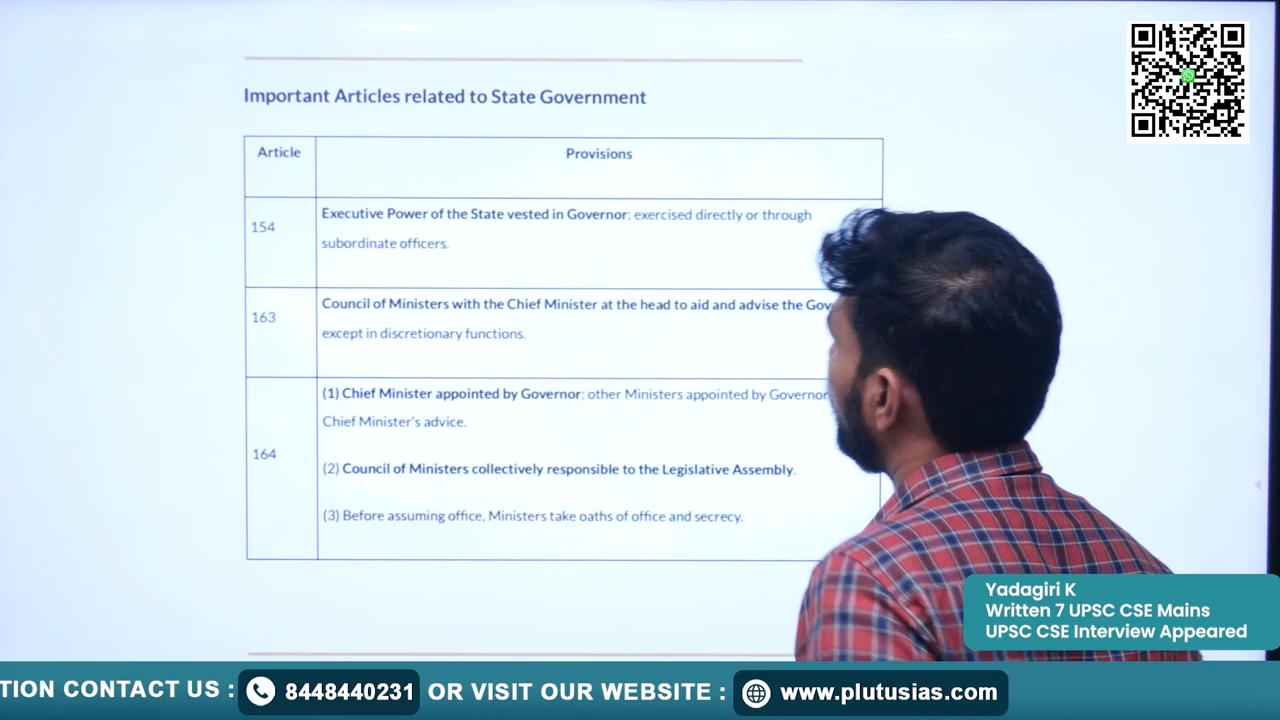 Important Articles related to State Government
Article
Provisions
154
Executive Power of the State vested in Governor; exercised directly or through
subordinate officers.
163
Council of Ministers with the Chief Minister at the head to aid and advise the Gov
except in discretionary functions.
164
(1) Chief Minister appointed by Governor; other Ministers appointed by Governor
Chief Minister's advice.
(2) Council of Ministers collectively responsible to the Legislative Assembly.
(3) Before assuming office, Ministers take oaths of office and secrecy.
Yadagiri K
Written 7 UPSC CSE Mains
UPSC CSE Interview Appeared
TION CONTACT US : 8448440231 OR VISIT OUR WEBSITE : www.plutusias.com